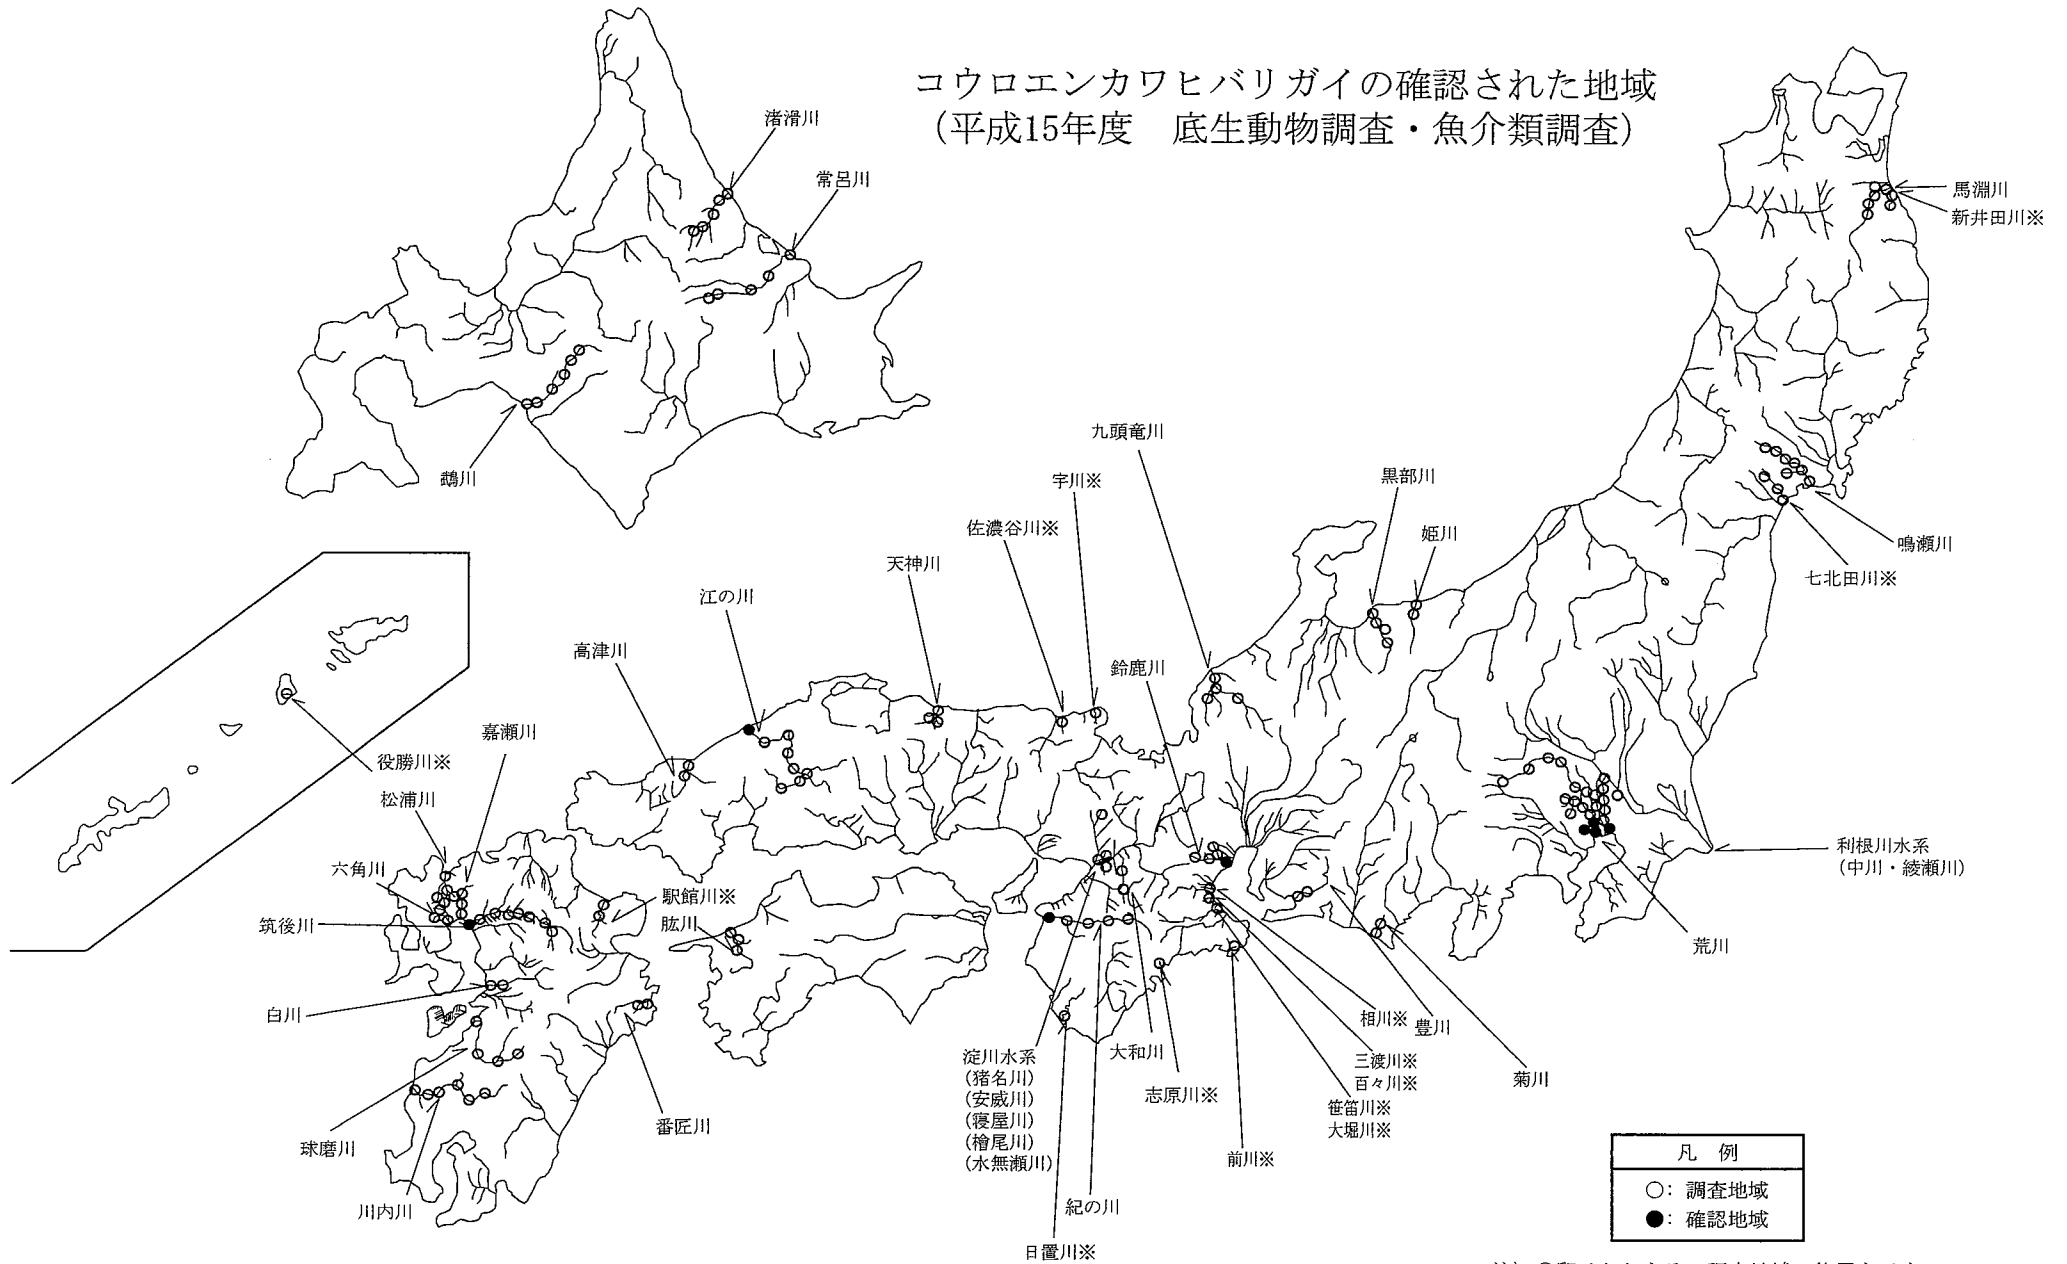 コウロエンカワヒバリガイの確認された地域
(平成15年度　底生動物調査・魚介類調査)
渚滑川
常呂川
鵡川
馬淵川
新井田川※
鳴瀬川
七北田川※
九頭竜川
宇川※
佐濃谷川※
天神川
江の川
高津川
黒部川
姫川
鈴鹿川
役勝川※
嘉瀬川
松浦川
六角川
筑後川
駅館川※
肱川
白川
球磨川
川内川
番匠川
利根川水系
(中川・綾瀬川)
荒川
菊川
豊川
相川※
三渡川※
百々川※
笹笛川※
大堀川※
前川※
志原川※
大和川
淀川水系
(猪名川)
(安威川)
(寝屋川)
(檜尾川)
(水無瀬川)
紀の川
日置川※
凡　例
○：調査地域
●：確認地域